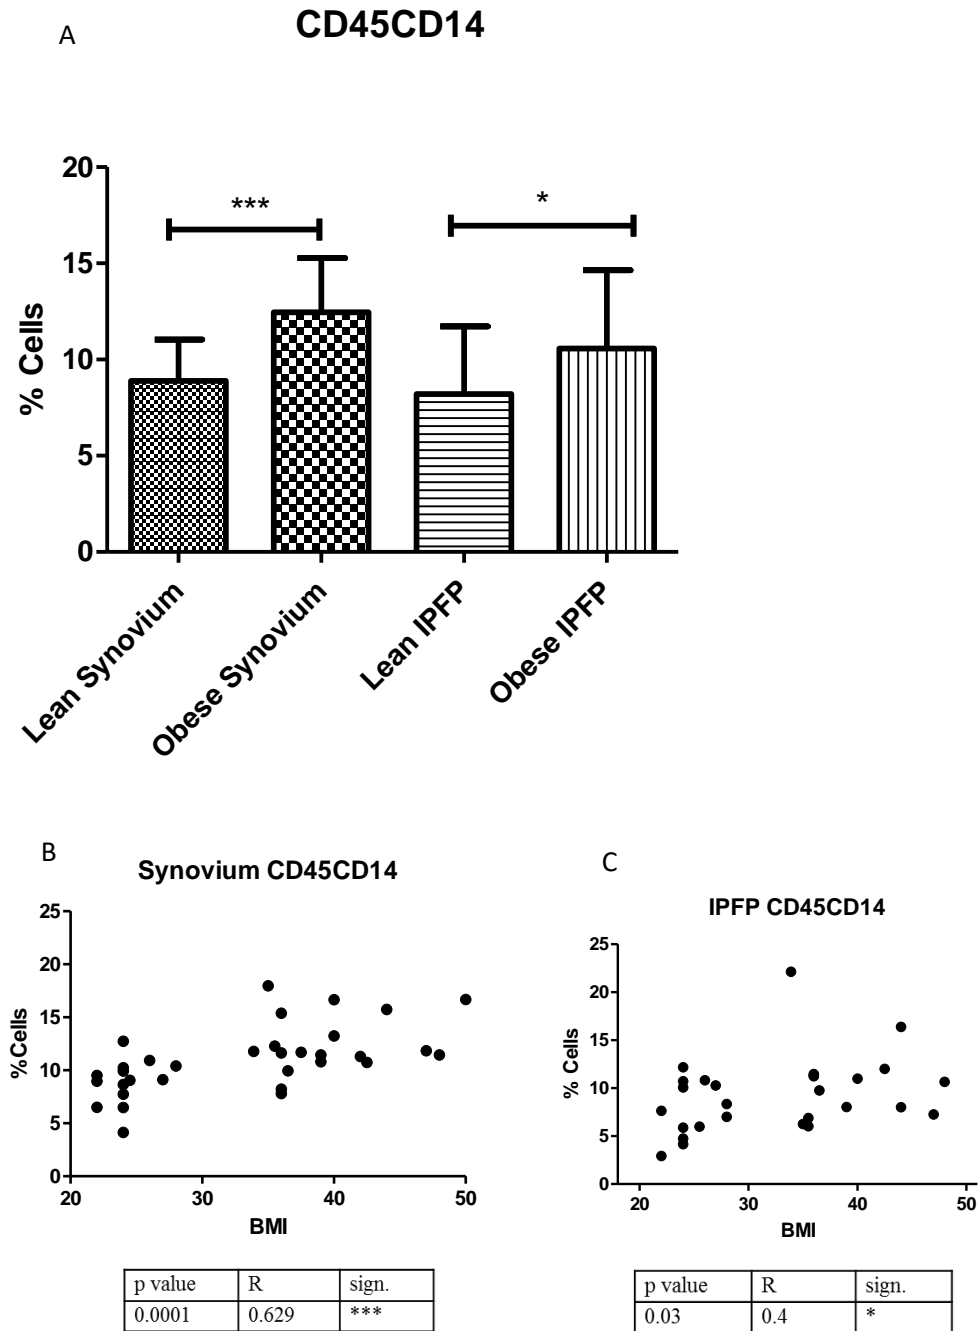 A
CD45CD14
20
15
10
5
0
% Cells
***
*
Lean Synovium
Obese Synovium
Lean IPFP
Obese IPFP
B
Synovium CD45CD14
25
20
15
10
5
0
%Cells
20 30 40 50
BMI
p value R sign.
0.0001 0.629 ***
C
IPFP CD45CD14
25
20
15
10
5
0
% Cells
20 30 40 50
BMI
p value R sign.
0.03 0.4 *